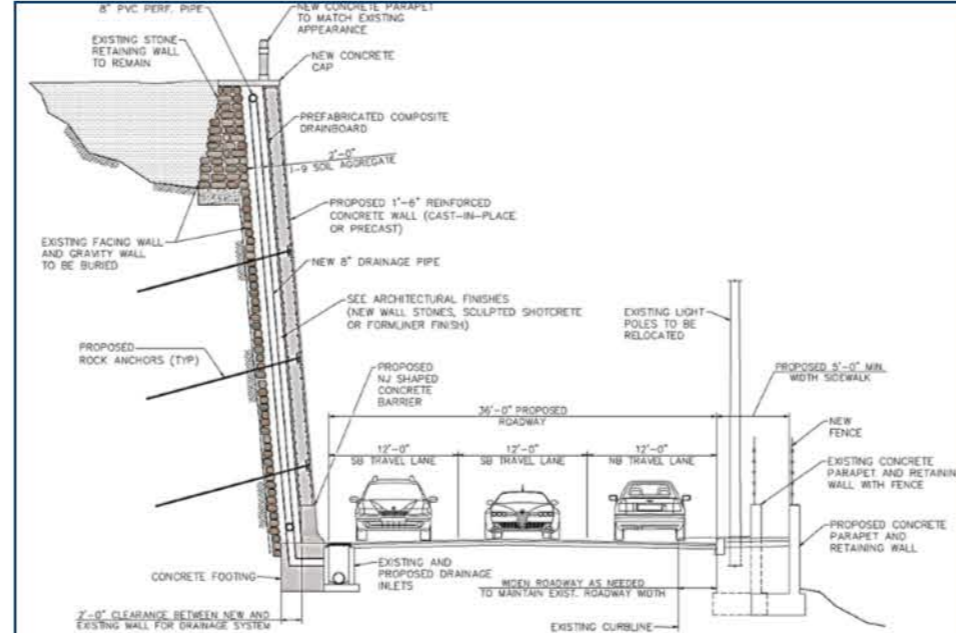 8" PVC PERF. PIPE
NEW CONCRETE PARAPET
TO MATCH EXISTING
APPEARANCE
EXISTING STONE
RETAINING WALL
TO REMAIN
NEW CONCRETE
CAP
PREFABRICATED COMPOSITE
DRAINBOARD
2'-0"
I-9 SOIL AGGREGATE
PROPOSED 1'-6" REINFORCED
CONCRETE WALL (CAST-IN-PLACE
OR PRECAST)
EXISTING FACING WALL
AND GRAVITY WALL
TO BE BURIED
NEW 8" DRAINAGE PIPE
SEE ARCHITECTURAL FINISHES
(NEW WALL STONES, SCULPTED SHOTCRETE
OR FORMLINER FINISH)
EXISTING LIGHT
POLES TO BE
RELOCATED
PROPOSED
ROCK ANCHORS (TYP)
PROPOSED
NJ SHAPED
CONCRETE
BARRIER
PROPOSED 5'-0" MIN.
WIDTH SIDEWALK
36'-0" PROPOSED
ROADWAY
NEW
FENCE
12'-0"
SB TRAVEL LANE
12'-0"
SB TRAVEL LANE
12'-0"
NB TRAVEL LANE
EXISTING CONCRETE
PARAPET AND RETAININ
WALL WITH FENCE
PROPOSED CONCRETE
PARAPET AND
RETAINING WALL
CONCRETE FOOTING
EXISTING AND
PROPOSED DRAINAGE
INLETS
WIDEN ROADWAY AS NEEDED
TO MAINTAIN EXIST. ROADWAY WIDTH
2'-0" CLEARANCE BETWEEN NEW AND
EXISTING WALL FOR DRAINAGE SYSTEM
EXISTING CURBLINE